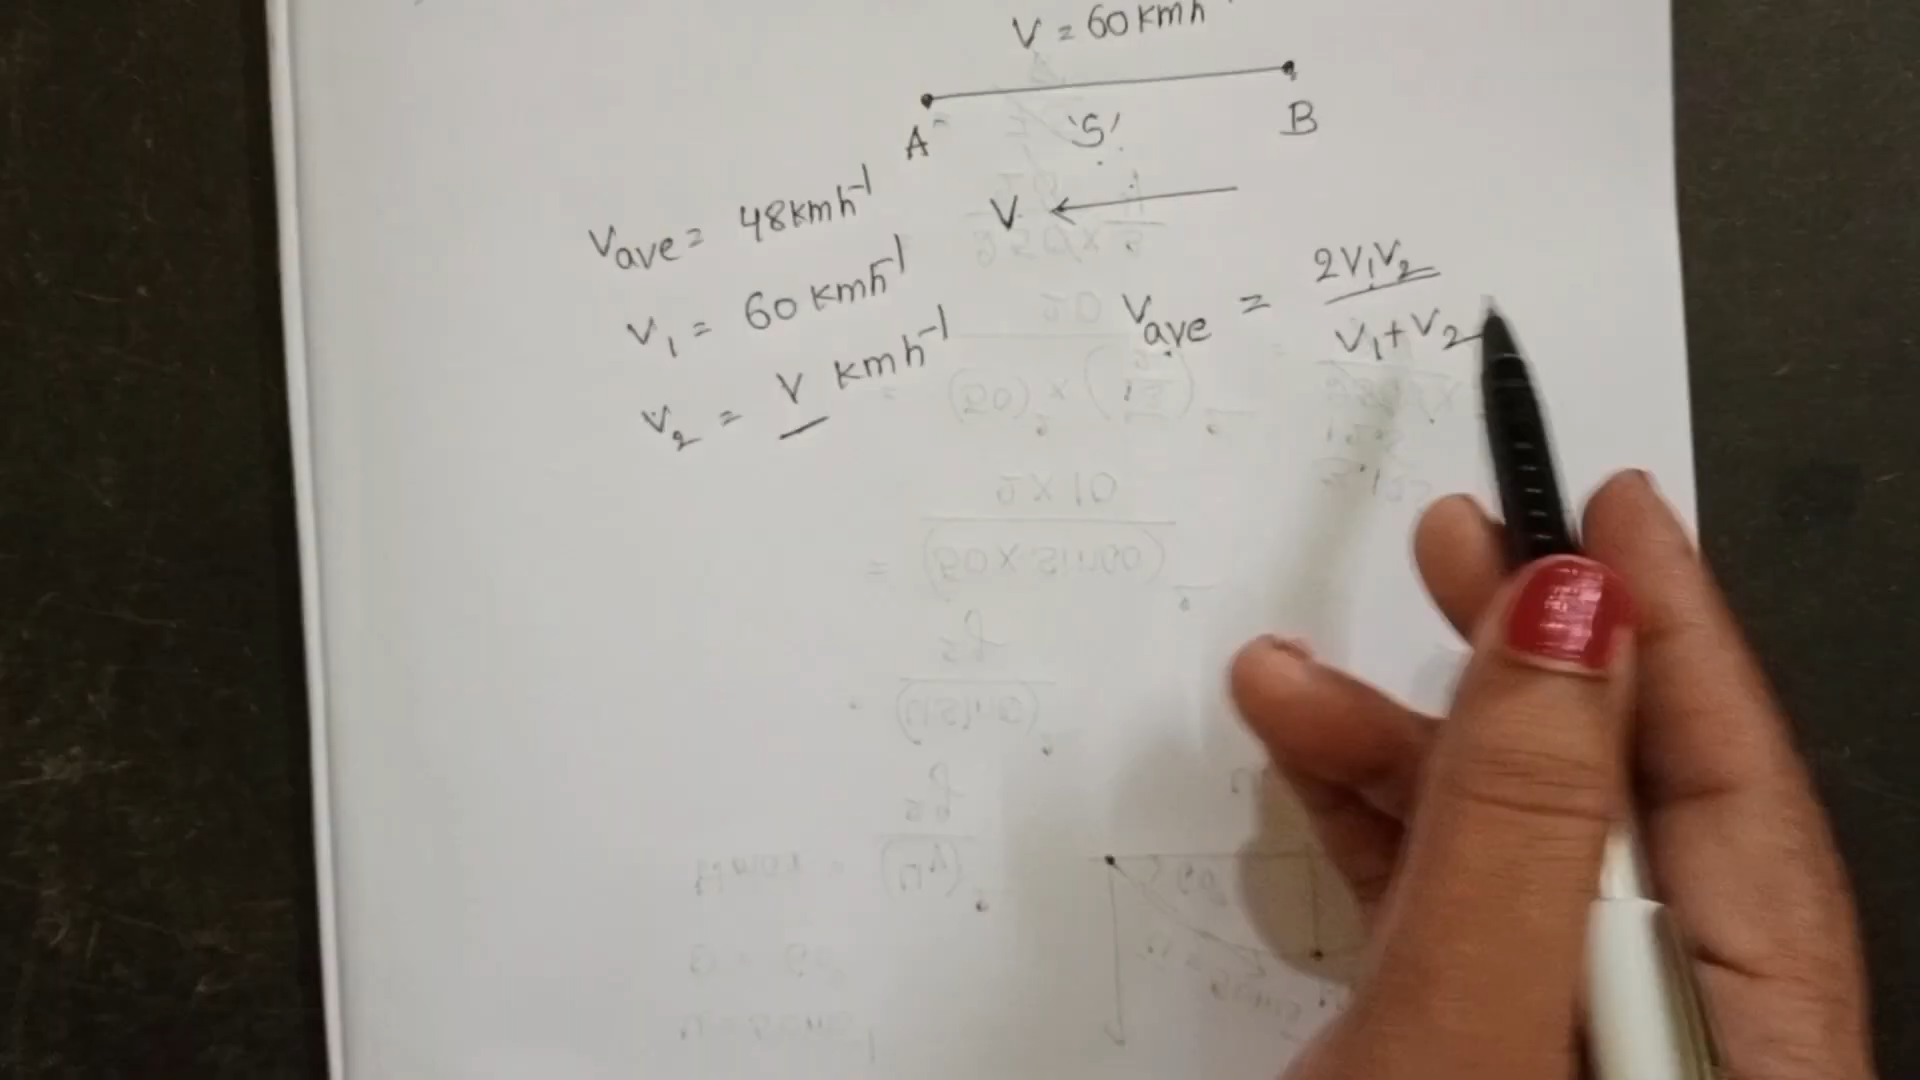 V = 60 kmh
A 'S' B
V
Vave = 48 kmh⁻¹
V₁ = 60 kmh⁻¹
V₂ = V kmh⁻¹
Vave = 2V₁V₂ / V₁+V₂